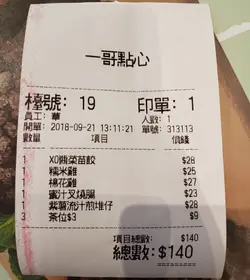 一哥點心
檯號: 19 印單: 1
員工: 華 人數: 1
開單: 2018-09-21 13:11:21 單號: 313113
數量 項目 價錢
1 XO韮菜苗餃 $28
1 糯米雞 $25
1 棉花雞 $27
1 蜜汁叉燒腸 $23
1 紫薯流汁煎堆仔 $28
3 茶位$3 $9
項目總數: $140
總數: $140